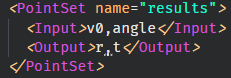 <PointSet name="results">
<Input>v0,angle</Input>
<Output>r,t</Output>
</PointSet>